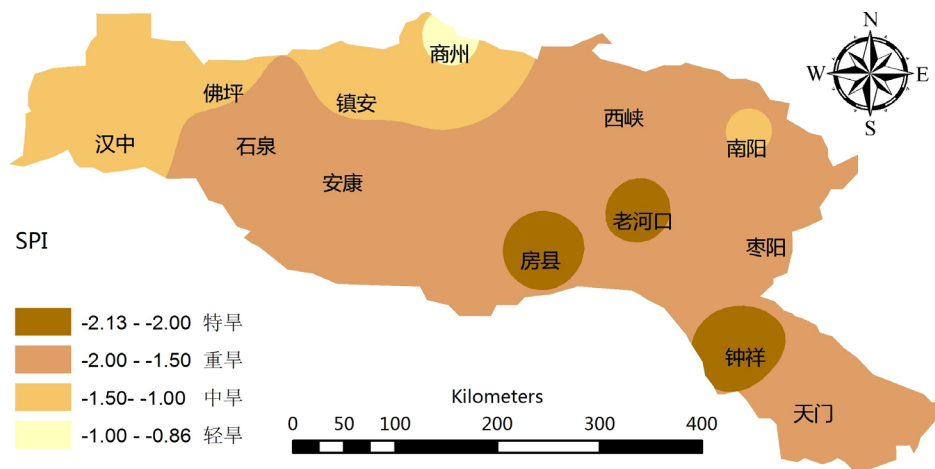 N
商州
W
E
佛坪
镇安
西峡
S
汉中
石泉
南阳
安康
老河口
SPI
房县
枣阳
-2.13 - -2.00 特旱
-2.00 - -1.50 重旱
钟祥
-1.50- -1.00 中旱
Kilometers
天门
-1.00 - -0.86 轻旱
0 50 100 200 300 400